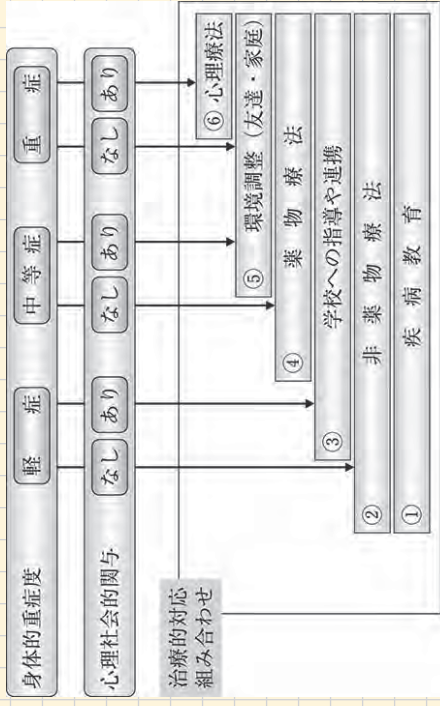 身体的重症度 軽症 中等症 重症
心理社会的関与 なし あり なし あり なし あり
治療的対応
組み合わせ
⑥ 心理療法
⑤ 環境調整（友達・家庭）
④ 薬物療法
③ 学校への指導や連携
② 非薬物療法
① 疾病教育